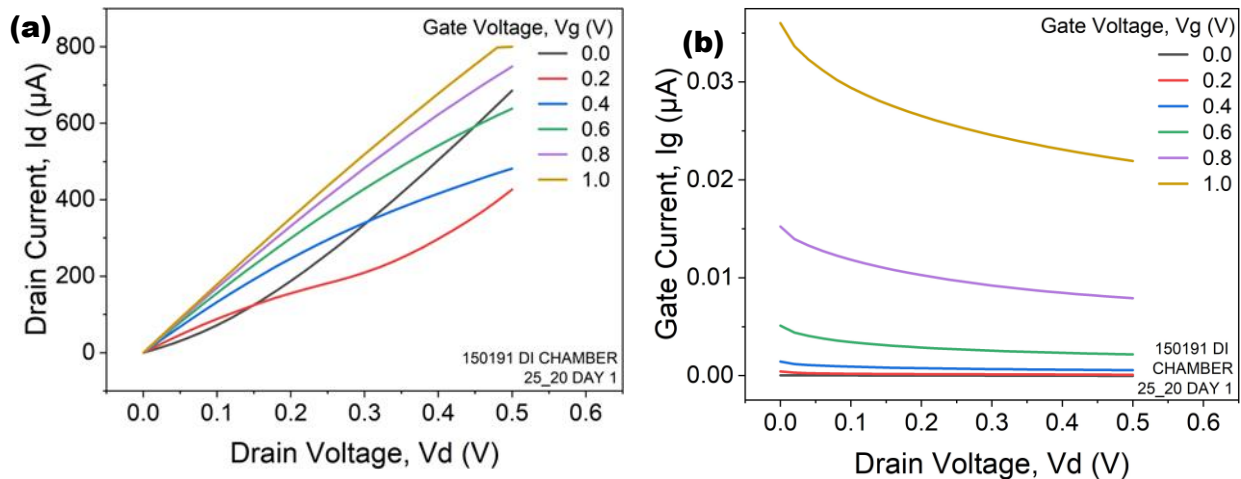 (a)
Drain Current, Id (μA)
800
600
400
200
0
Gate Voltage, Vg (V)
0.0
0.2
0.4
0.6
0.8
1.0
150191 DI CHAMBER
25_20 DAY 1
0.0 0.1 0.2 0.3 0.4 0.5 0.6
Drain Voltage, Vd (V)
(b)
Gate Current, Ig (μA)
0.03
0.02
0.01
0.00
Gate Voltage, Vg (V)
0.0
0.2
0.4
0.6
0.8
1.0
150191 DI
CHAMBER
25_20 DAY 1
0.0 0.1 0.2 0.3 0.4 0.5 0.6
Drain Voltage, Vd (V)